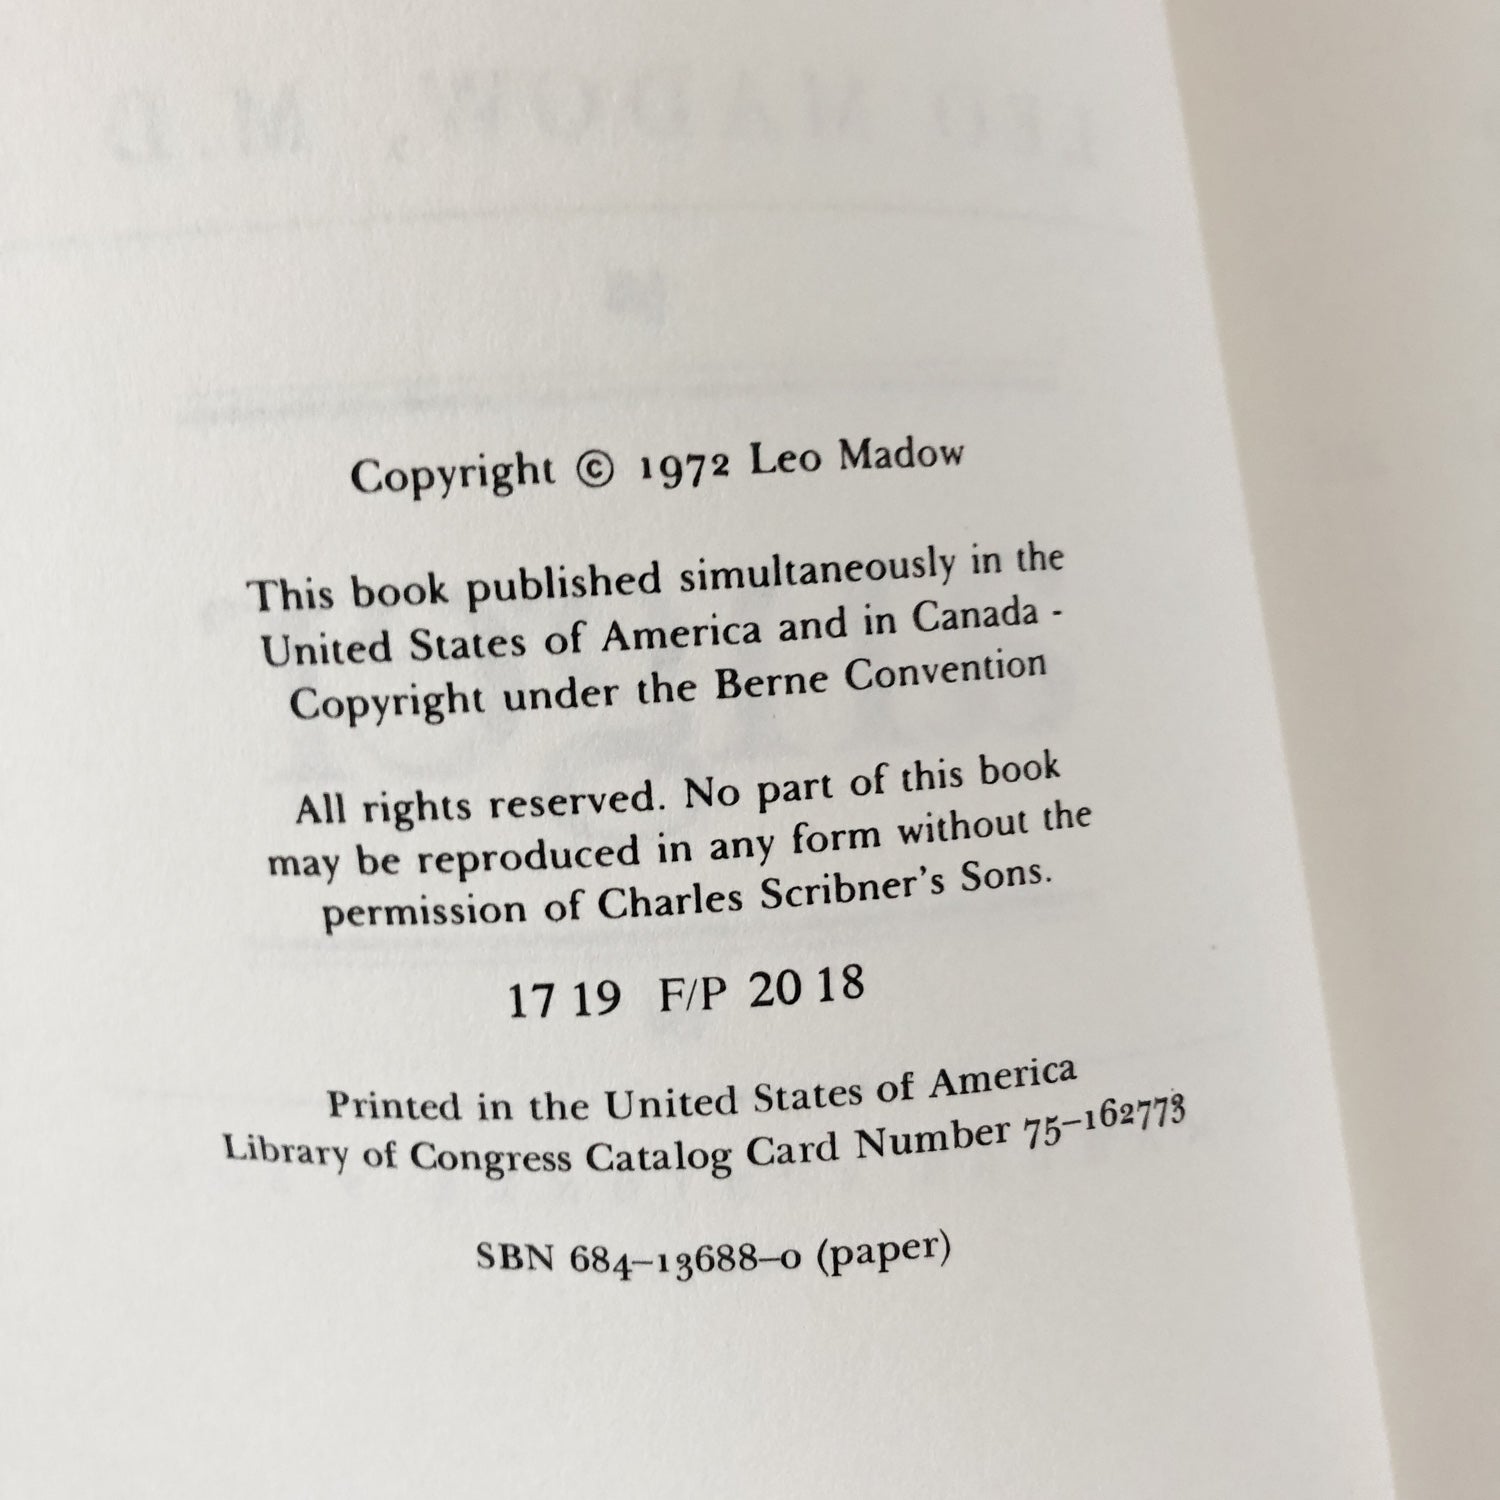 Copyright © 1972 Leo Madow
This book published simultaneously in the
United States of America and in Canada -
Copyright under the Berne Convention
All rights reserved. No part of this book
may be reproduced in any form without the
permission of Charles Scribner's Sons.
17 19 F/P 20 18
Printed in the United States of America
Library of Congress Catalog Card Number 75–162773
SBN 684–13688–0 (paper)